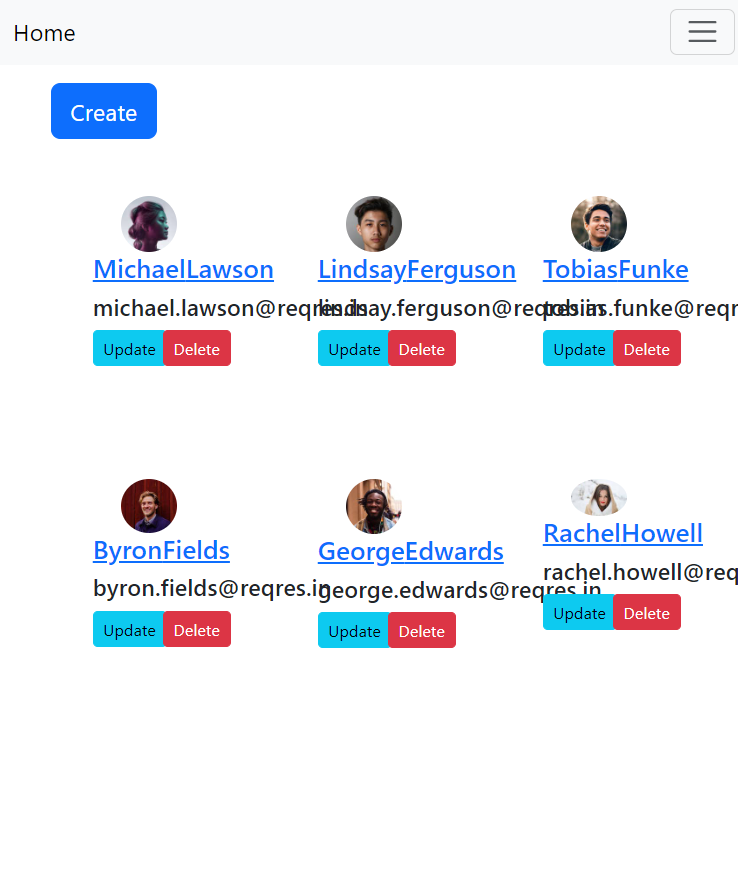 Home
Create
MichaelLawson
LindsayFerguson
TobiasFunke
michael.lawson@reqres.in
lindsay.ferguson@reqres.in
tobias.funke@reqr
Update Delete
Update Delete
Update Delete
ByronFields
GeorgeEdwards
RachelHowell
byron.fields@reqres.in
george.edwards@reqres.in
rachel.howell@req
Update Delete
Update Delete
Update Delete